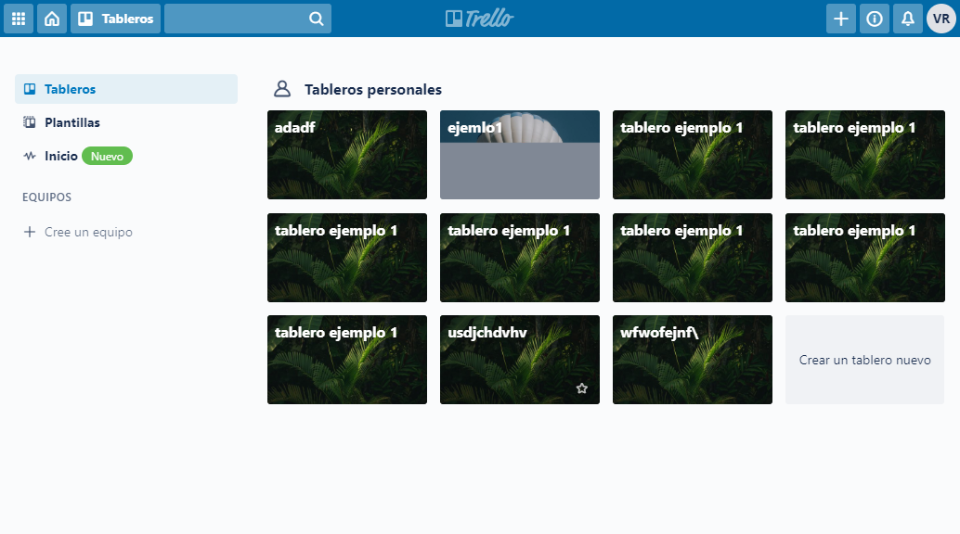 Tableros
Trello
VR
Tableros
Plantillas
Inicio Nuevo
EQUIPOS
Cree un equipo
Tableros personales
adadf
ejemlo1
tablero ejemplo 1
tablero ejemplo 1
tablero ejemplo 1
tablero ejemplo 1
tablero ejemplo 1
tablero ejemplo 1
tablero ejemplo 1
usdjchdvhv
wfwofejnf\
Crear un tablero nuevo